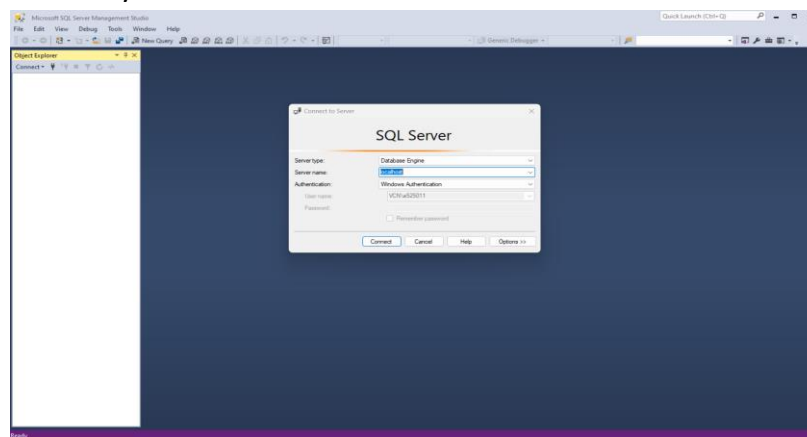 Microsoft SQL Server Management Studio
Quick Launch (Ctrl+Q)
File Edit View Debug Tools Window Help
New Query
Generic Debugger
Object Explorer
Connect
Connect to Server
SQL Server
Server type: Database Engine
Server name: localhost
Authentication: Windows Authentication
User name:
Password:
Remember password
Connect Cancel Help Options >>
Ready